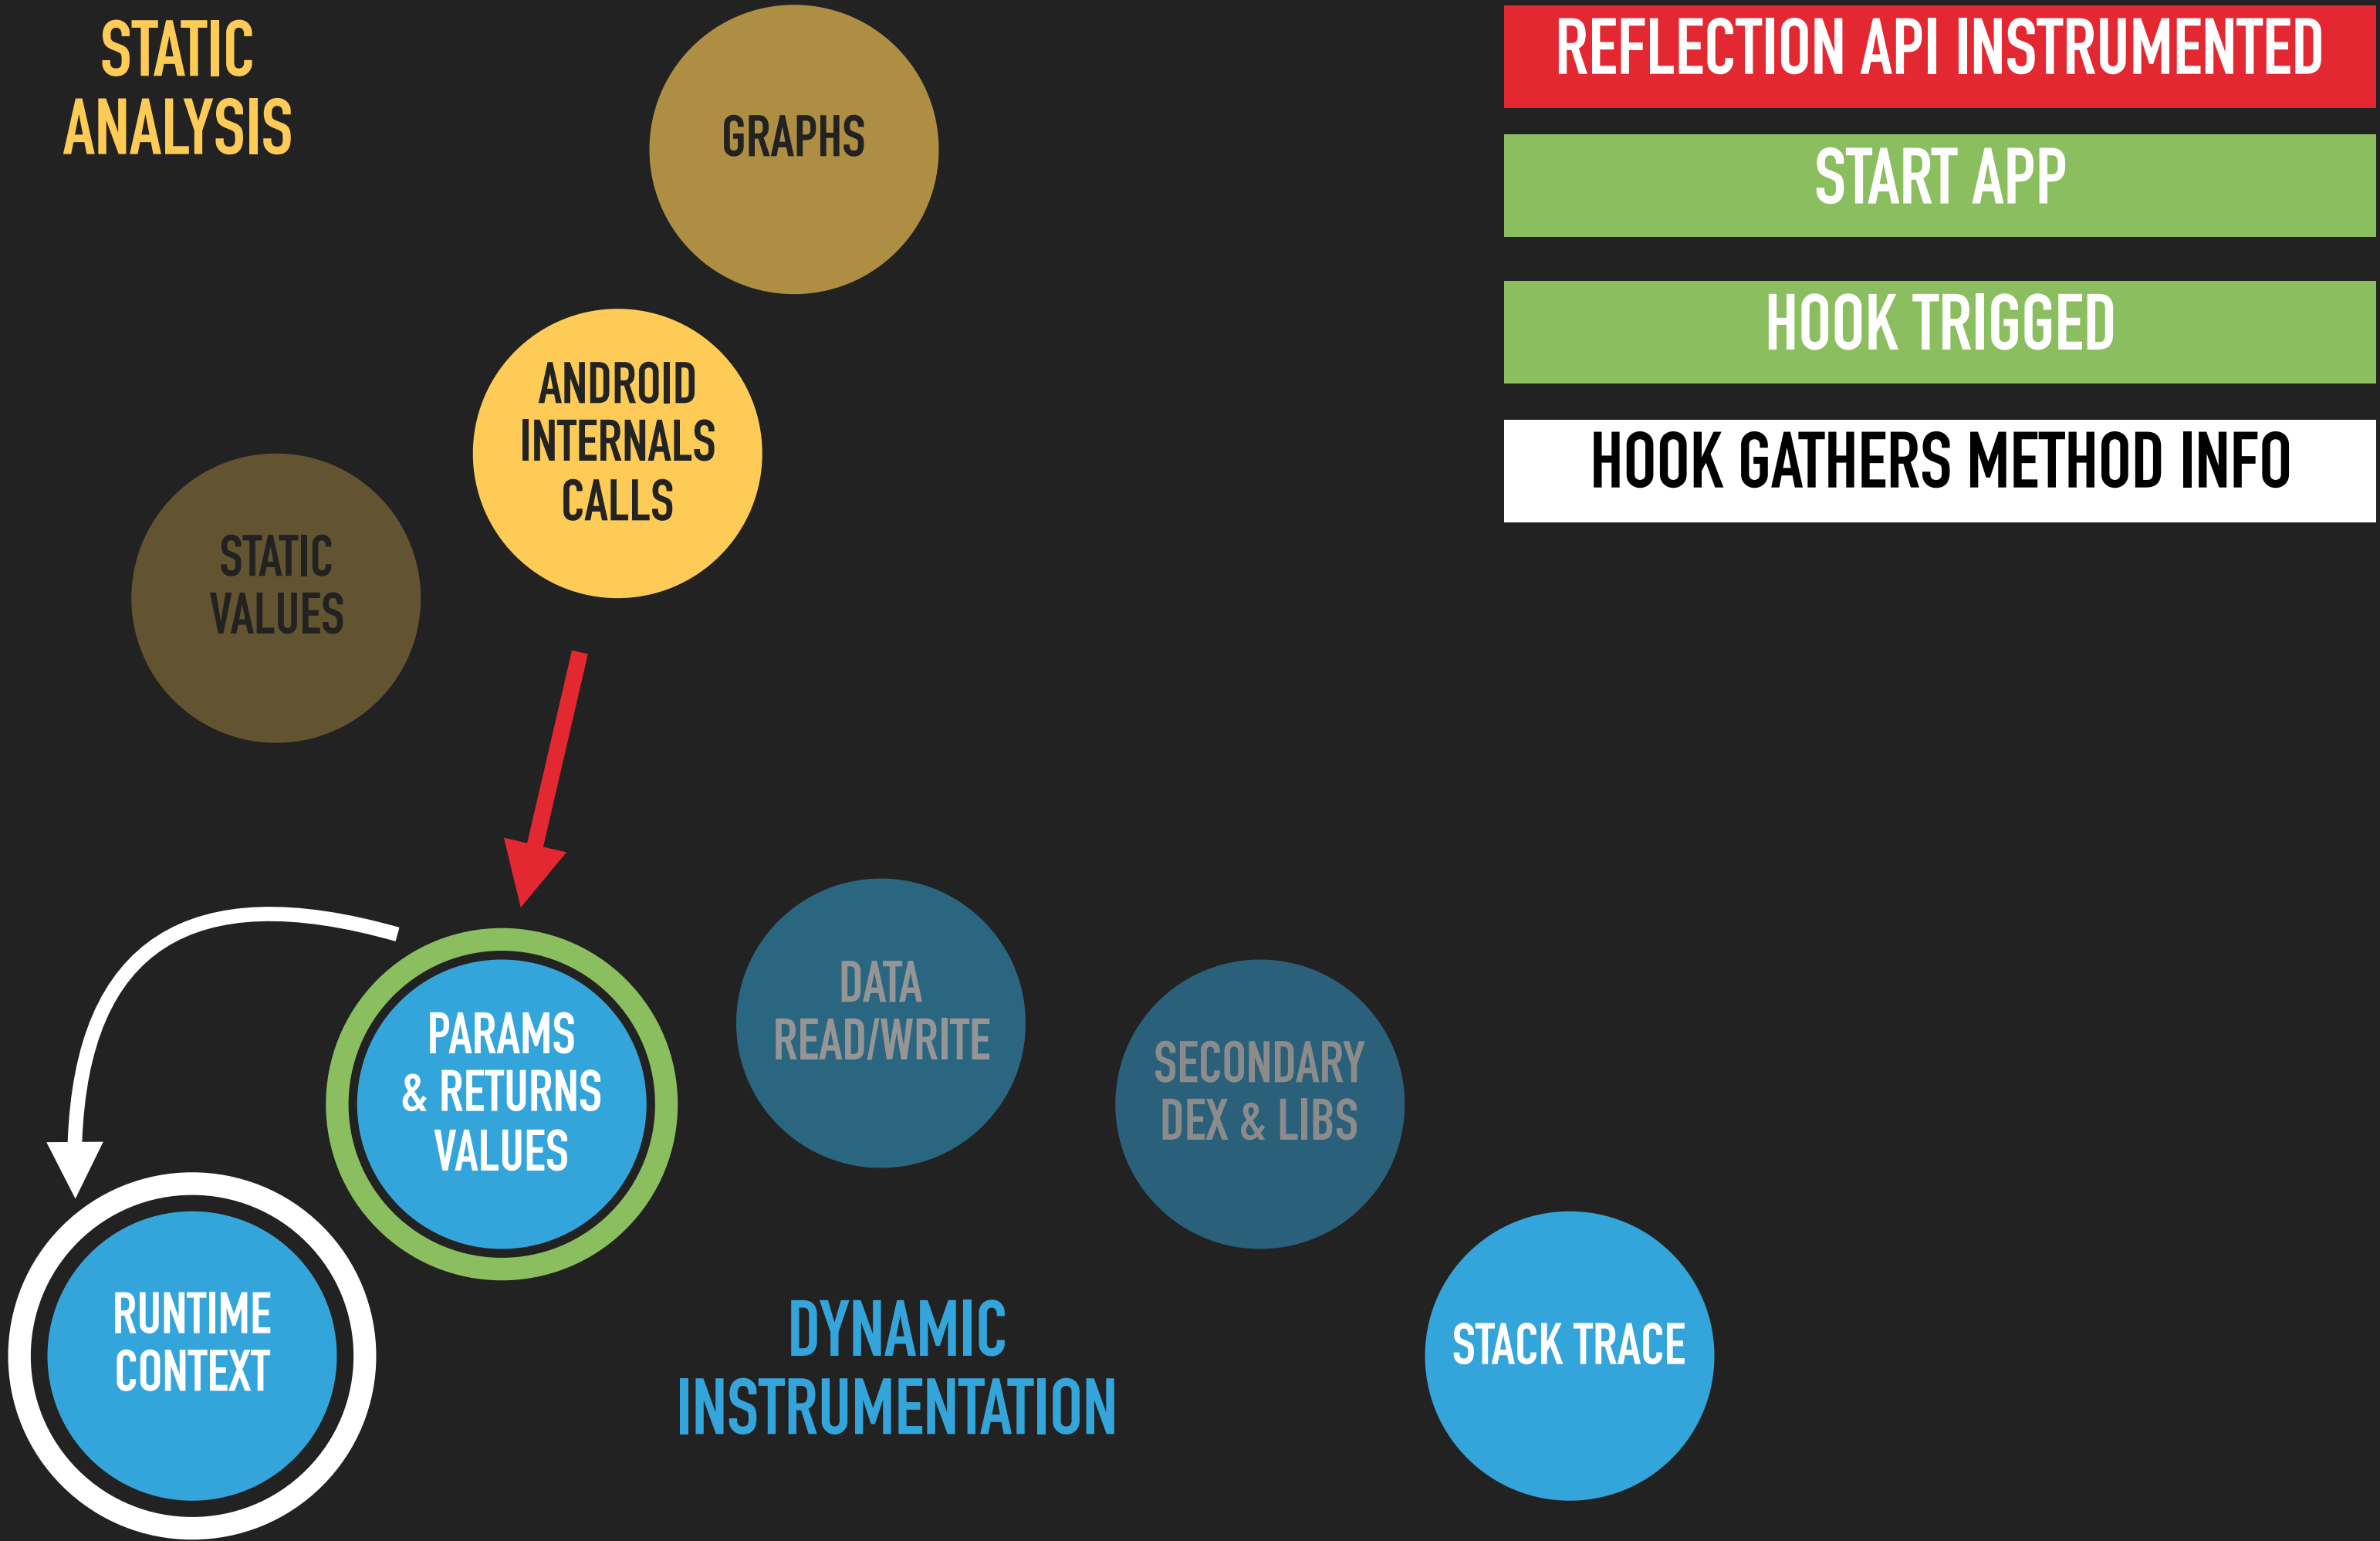 STATIC
ANALYSIS
GRAPHS
ANDROID
INTERNALS
CALLS
STATIC
VALUES
REFLECTION API INSTRUMENTED
START APP
HOOK TRIGGED
HOOK GATHERS METHOD INFO
PARAMS
& RETURNS
VALUES
DATA
READ/WRITE
SECONDARY
DEX & LIBS
RUNTIME
CONTEXT
DYNAMIC
INSTRUMENTATION
STACK TRACE